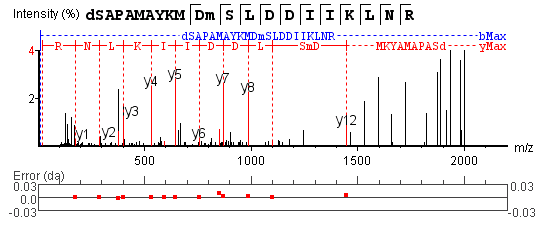 Intensity (%) dSAPAMAYKM Dm S L D D I I K L N R
dSAPAMAYKMDmSLDDIIKLNR bMax
R N L K I I D D L SmD MKYAMAPASd yMax
4
2
y1 y2 y3 y4 y5 y6 y7 y8 y12
500 1000 1500 2000 m/z
Error (da)
0.03 0.03
0.0 0.0
-0.03 -0.03